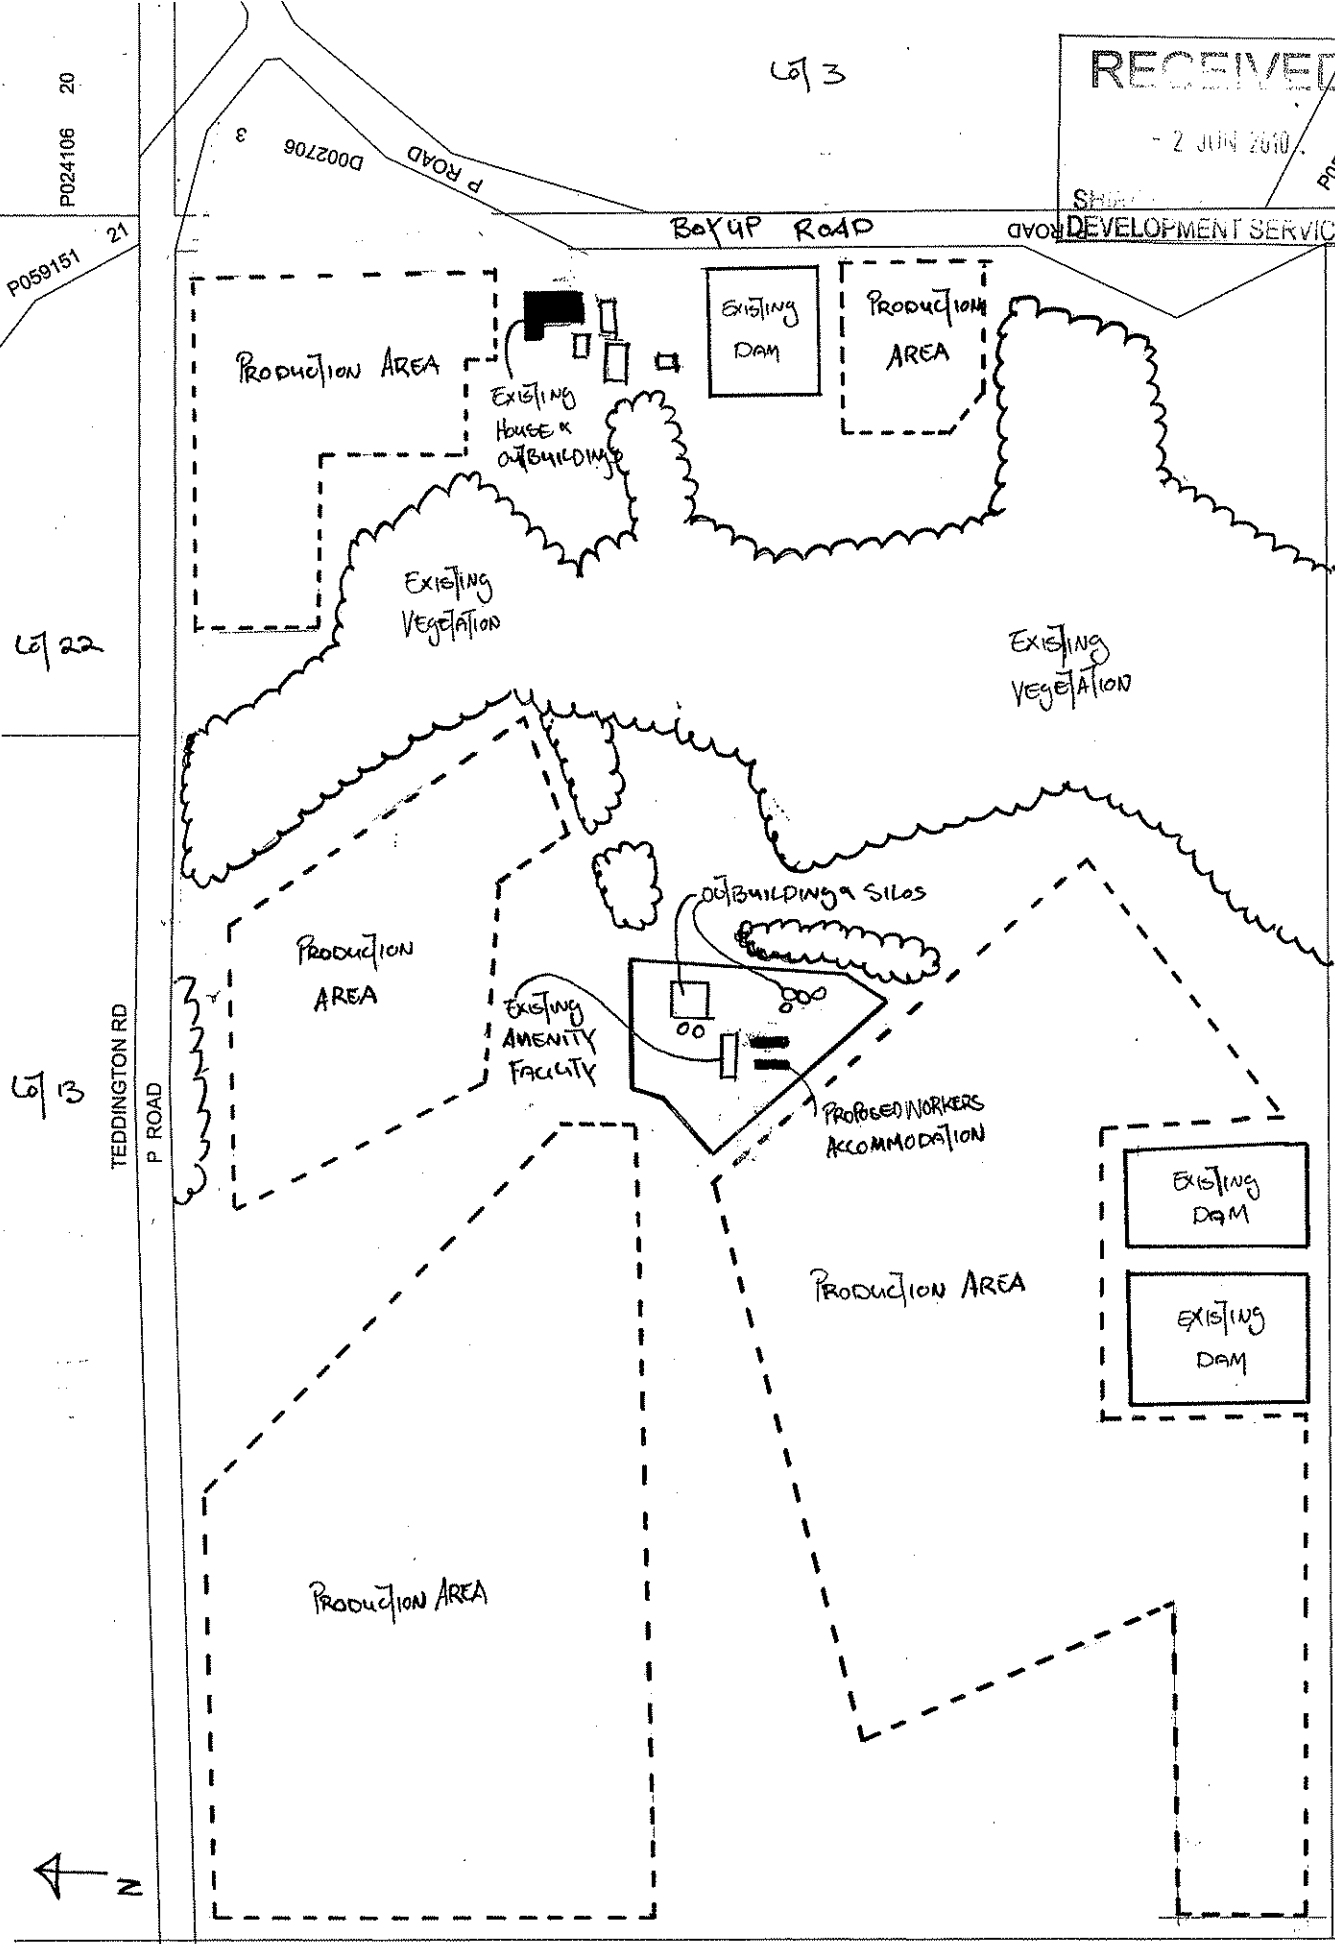 Lot 3
RECEIVED
- 2 JUN 2010
DEVELOPMENT SERVIC
P024106 20
3
D002706
P ROAD
P059151 21
BOYUP ROAD
ROAD
PRODUCTION AREA
EXISTING
HOUSE &
OUTBUILDINGS
EXISTING
DAM
PRODUCTION
AREA
EXISTING
VEGETATION
EXISTING
VEGETATION
Lot 22
OUTBUILDING & SILOS
PRODUCTION
AREA
EXISTING
AMENITY
FACILITY
PROPOSED WORKERS
ACCOMMODATION
Lot 13
TEDDINGTON RD
P ROAD
EXISTING
DAM
PRODUCTION AREA
EXISTING
DAM
PRODUCTION AREA
N